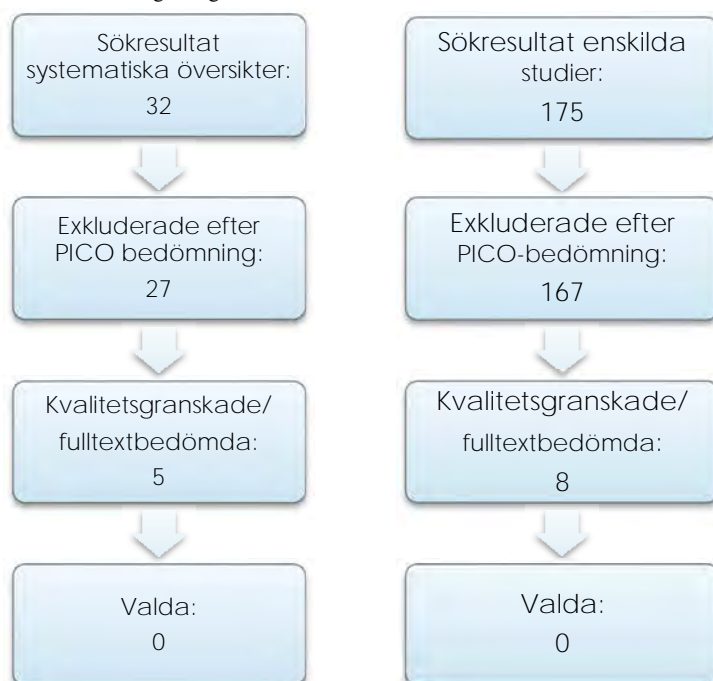 Sökresultat
systematiska översikter:
32
Exkluderade efter
PICO bedömning:
27
Kvalitetsgranskade/
fulltextbedömda:
5
Valda:
0
Sökresultat enskilda
studier:
175
Exkluderade efter
PICO-bedömning:
167
Kvalitetsgranskade/
fulltextbedömda:
8
Valda:
0